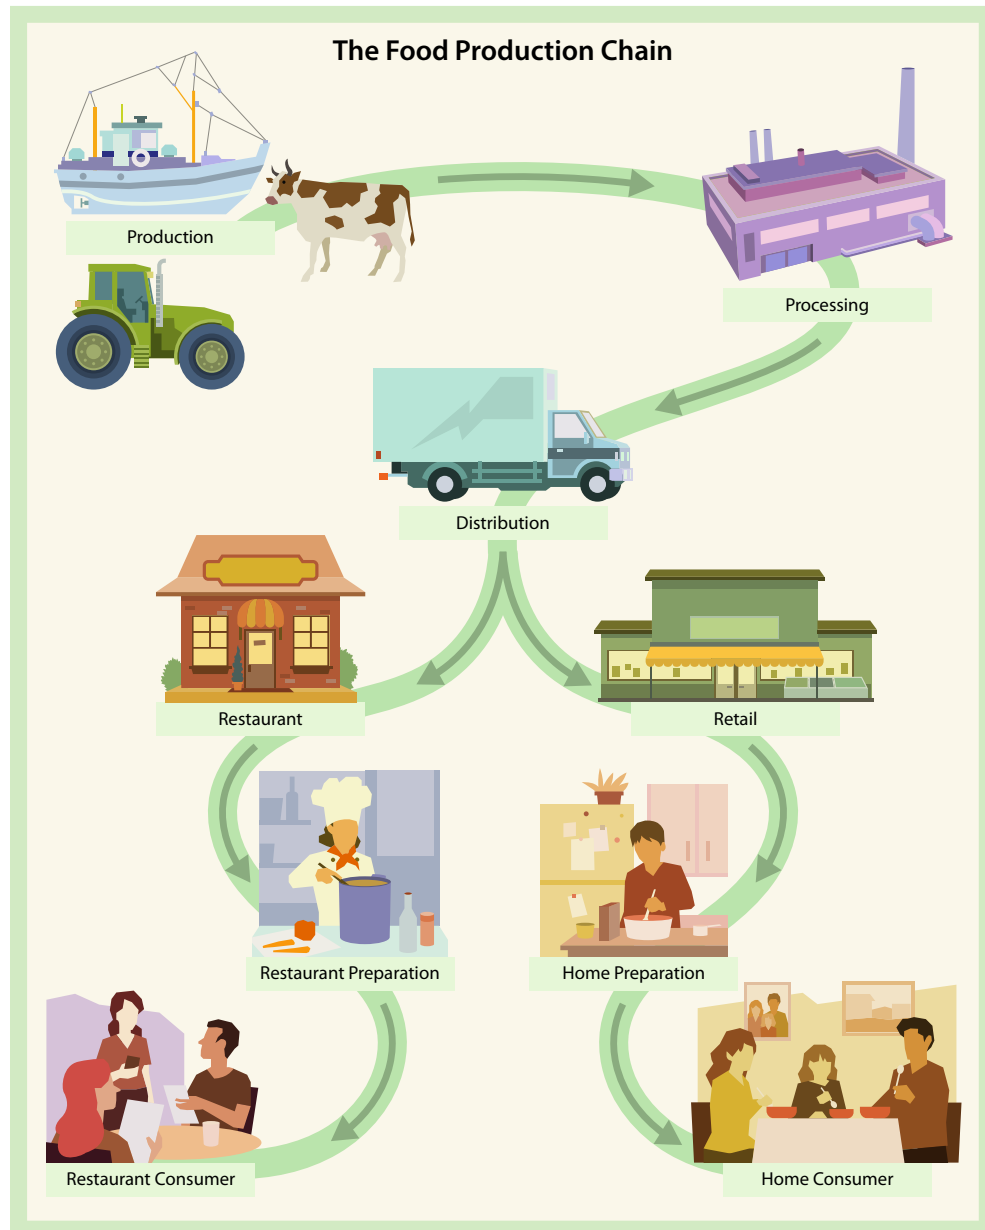 The Food Production Chain
Production
Processing
Distribution
Restaurant
Retail
Restaurant Preparation
Home Preparation
Restaurant Consumer
Home Consumer